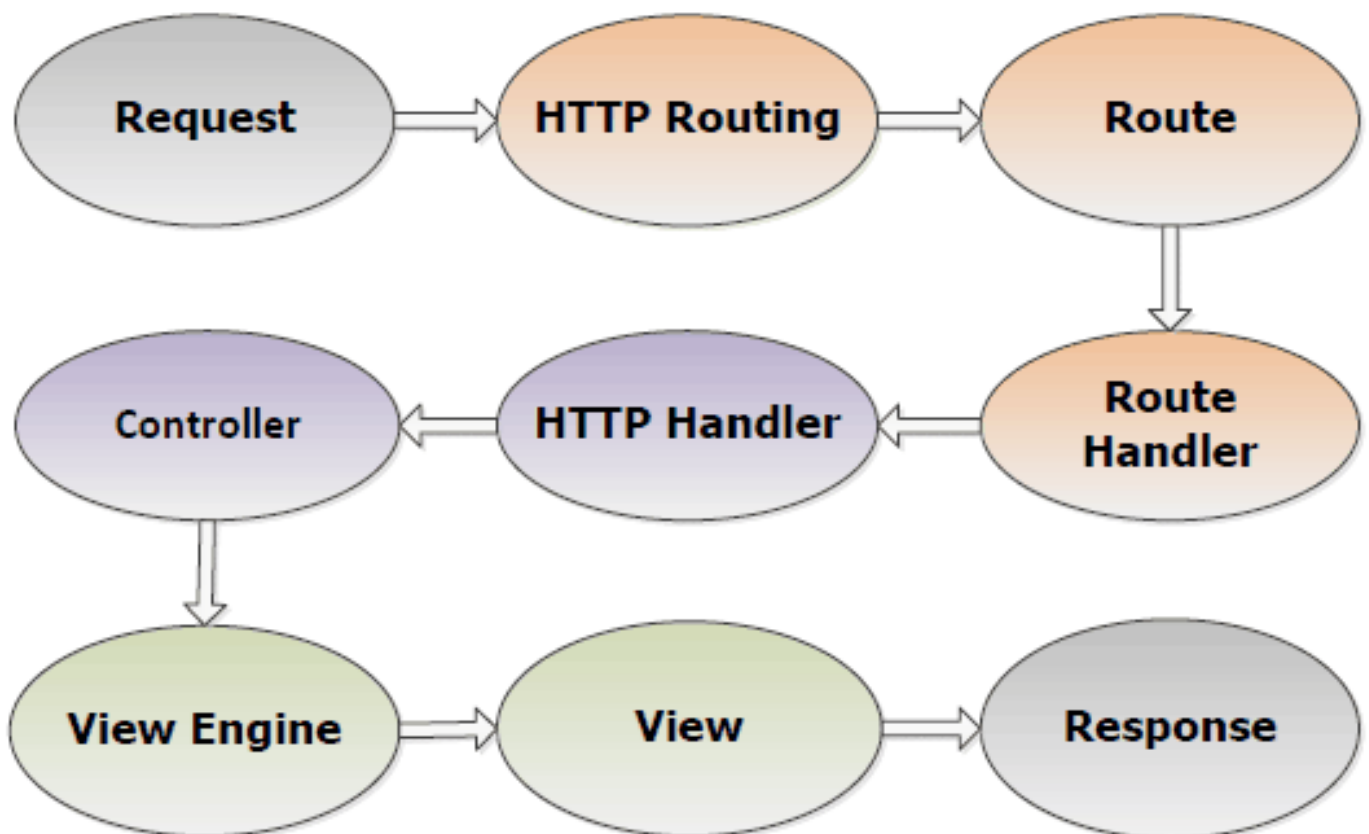 Request
HTTP Routing
Route
Controller
HTTP Handler
Route
Handler
View Engine
View
Response